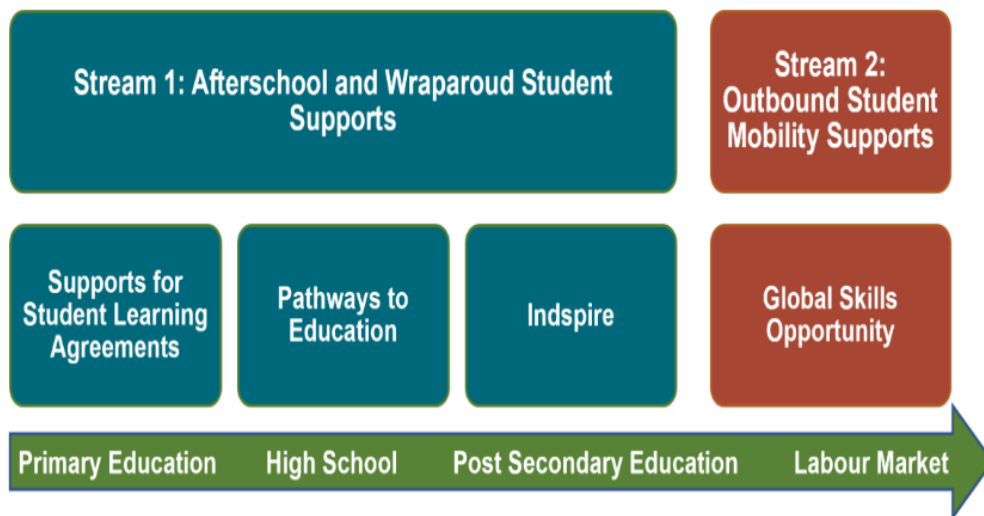 Stream 1: Afterschool and Wraparoud Student
Supports
Stream 2:
Outbound Student
Mobility Supports
Supports for
Student Learning
Agreements
Pathways to
Education
Indspire
Global Skills
Opportunity
Primary Education
High School
Post Secondary Education
Labour Market